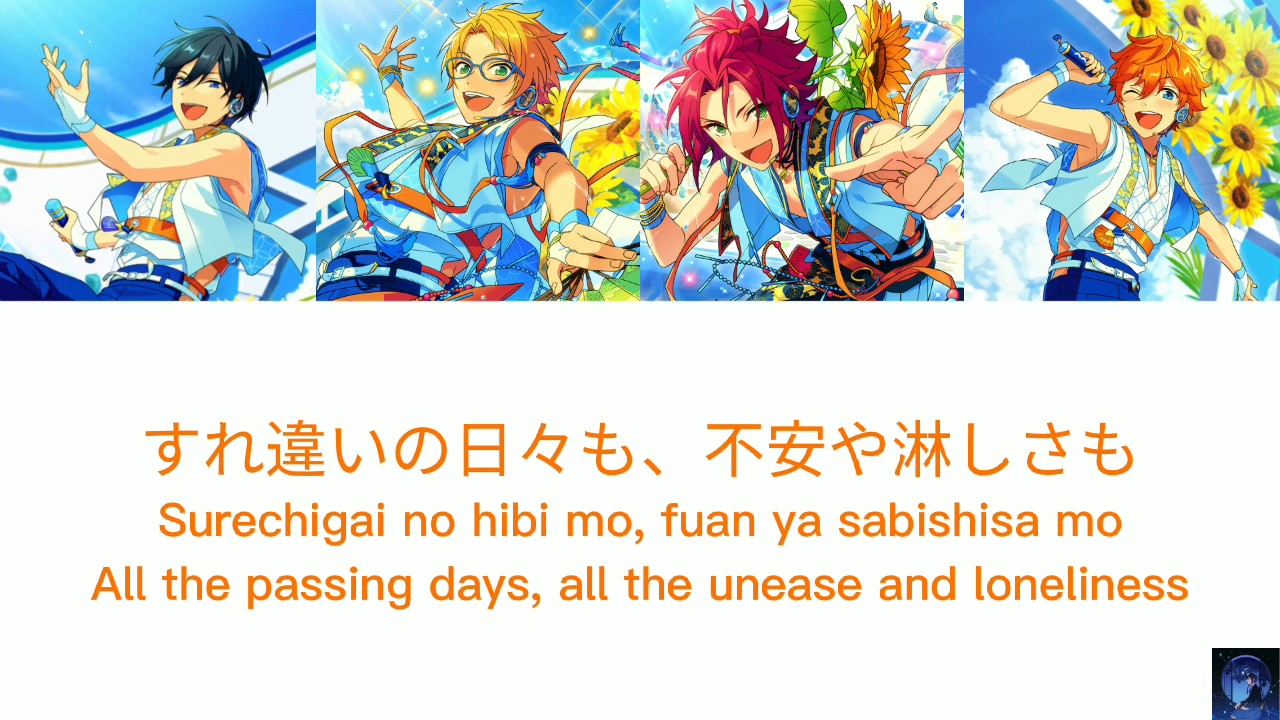 すれ違いの日々も、不安や淋しさも
Surechigai no hibi mo, fuan ya sabishisa mo
All the passing days, all the unease and loneliness